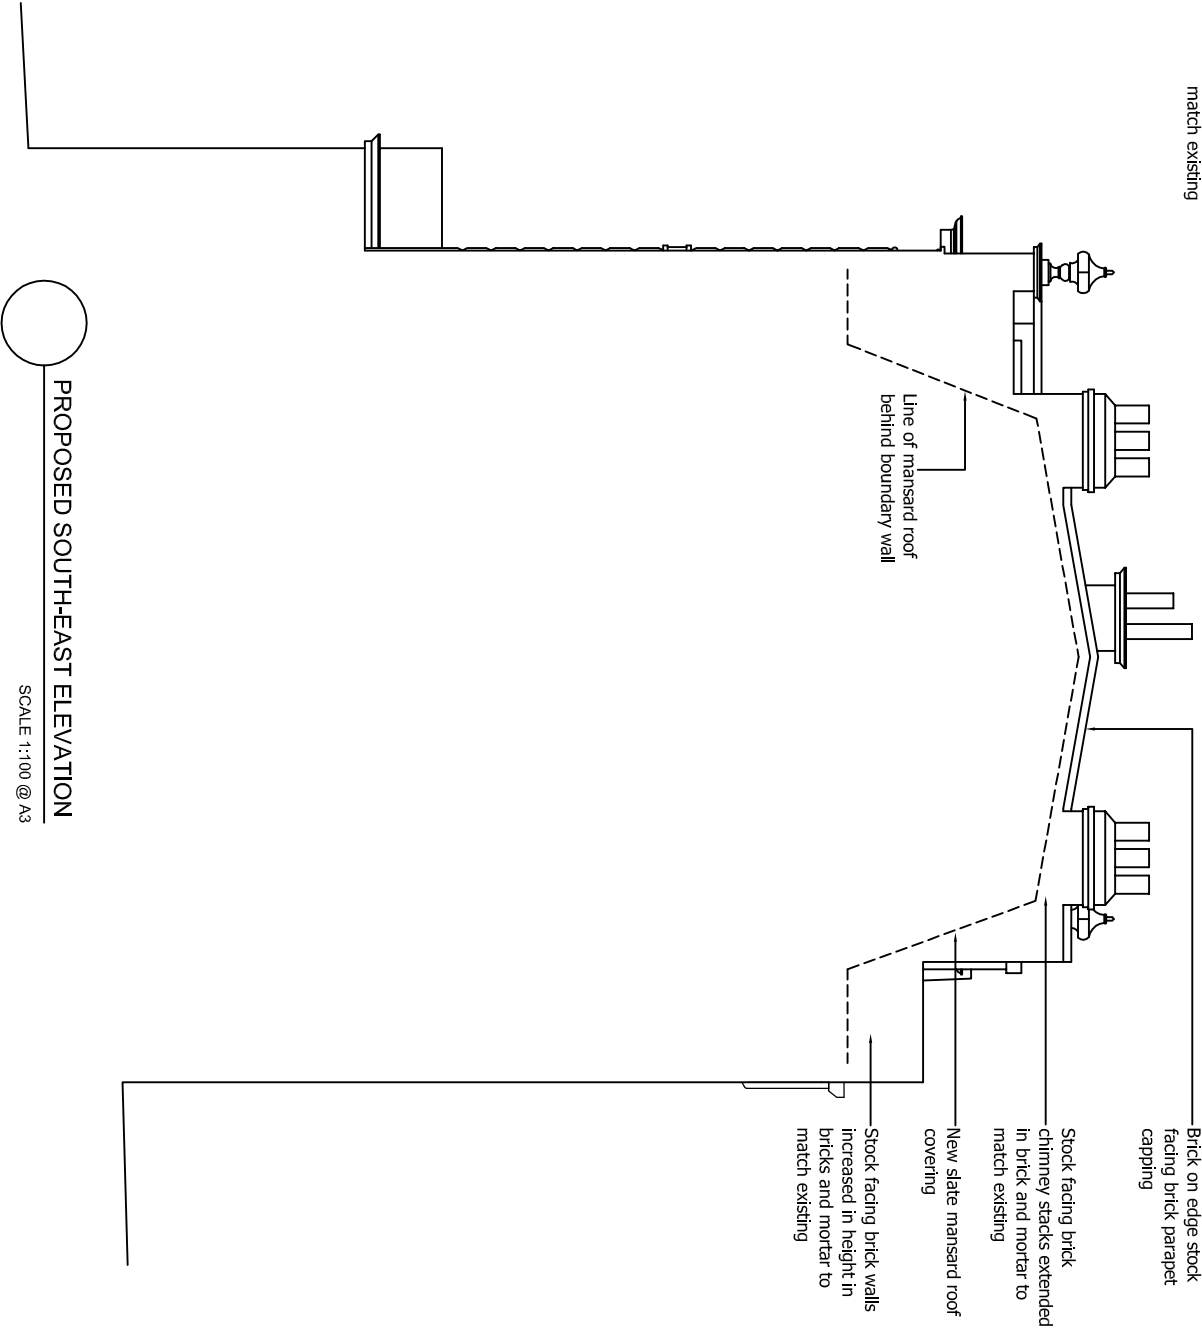 match existing
Brick on edge stock
facing brick parapet
capping
Stock facing brick
chimney stacks extended
in brick and mortar to
match existing
New slate mansard roof
covering
Stock facing brick walls
increased in height in
bricks and mortar to
match existing
Line of mansard roof
behind boundary wall
PROPOSED SOUTH-EAST ELEVATION
SCALE 1:100 @ A3